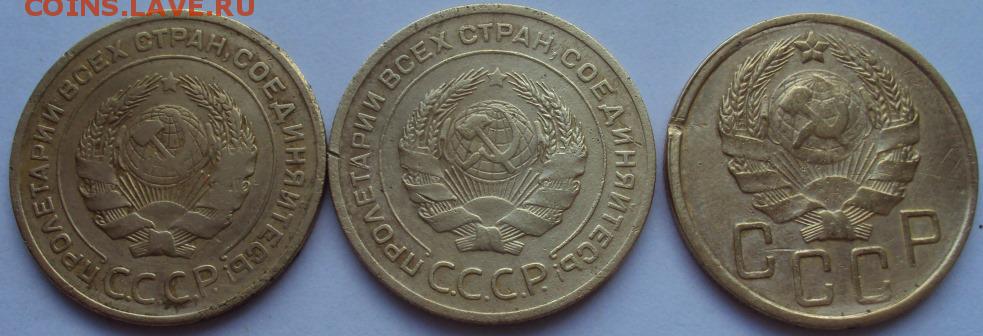 COINS.LAVE.RU
ПРОЛЕТАРИИ ВСЕХ СТРАН, СОЕДИНЯЙТЕСЬ!
С.С.С.Р.
ПРОЛЕТАРИИ ВСЕХ СТРАН, СОЕДИНЯЙТЕСЬ!
С.С.С.Р.
СССР